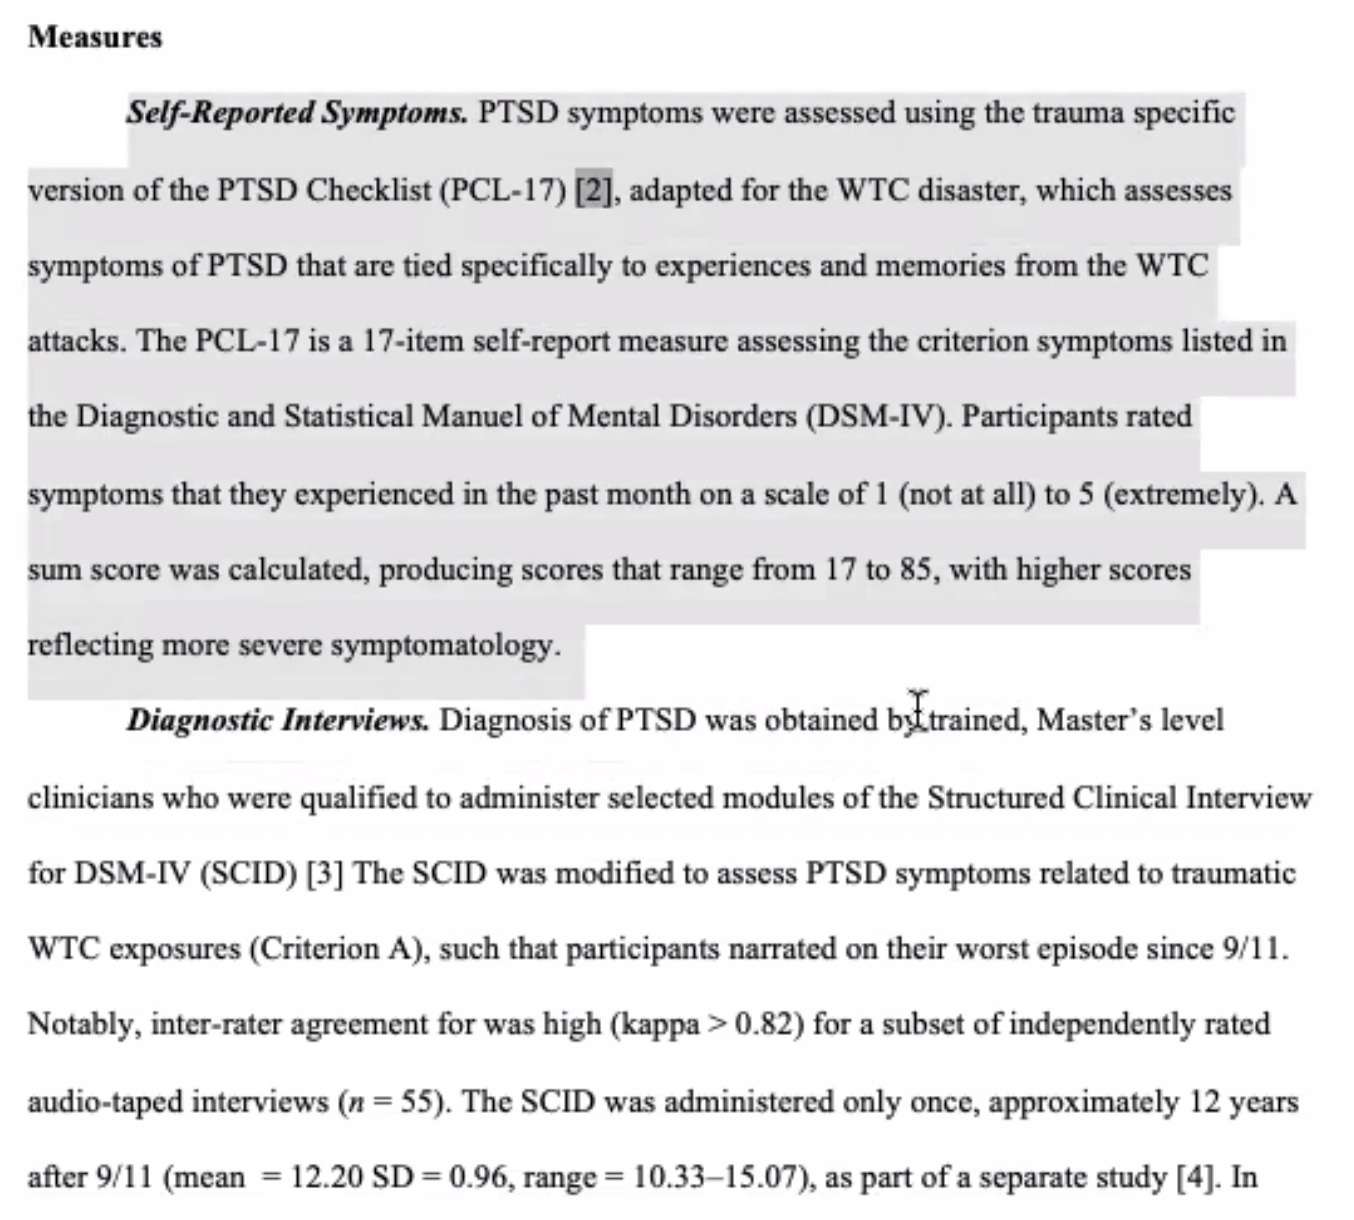 Measures
Self-Reported Symptoms. PTSD symptoms were assessed using the trauma specific
version of the PTSD Checklist (PCL-17) [2], adapted for the WTC disaster, which assesses
symptoms of PTSD that are tied specifically to experiences and memories from the WTC
attacks. The PCL-17 is a 17-item self-report measure assessing the criterion symptoms listed in
the Diagnostic and Statistical Manuel of Mental Disorders (DSM-IV). Participants rated
symptoms that they experienced in the past month on a scale of 1 (not at all) to 5 (extremely). A
sum score was calculated, producing scores that range from 17 to 85, with higher scores
reflecting more severe symptomatology.
Diagnostic Interviews. Diagnosis of PTSD was obtained by trained, Master’s level
clinicians who were qualified to administer selected modules of the Structured Clinical Interview
for DSM-IV (SCID) [3] The SCID was modified to assess PTSD symptoms related to traumatic
WTC exposures (Criterion A), such that participants narrated on their worst episode since 9/11.
Notably, inter-rater agreement for was high (kappa > 0.82) for a subset of independently rated
audio-taped interviews (n = 55). The SCID was administered only once, approximately 12 years
after 9/11 (mean  = 12.20 SD = 0.96, range = 10.33–15.07), as part of a separate study [4]. In